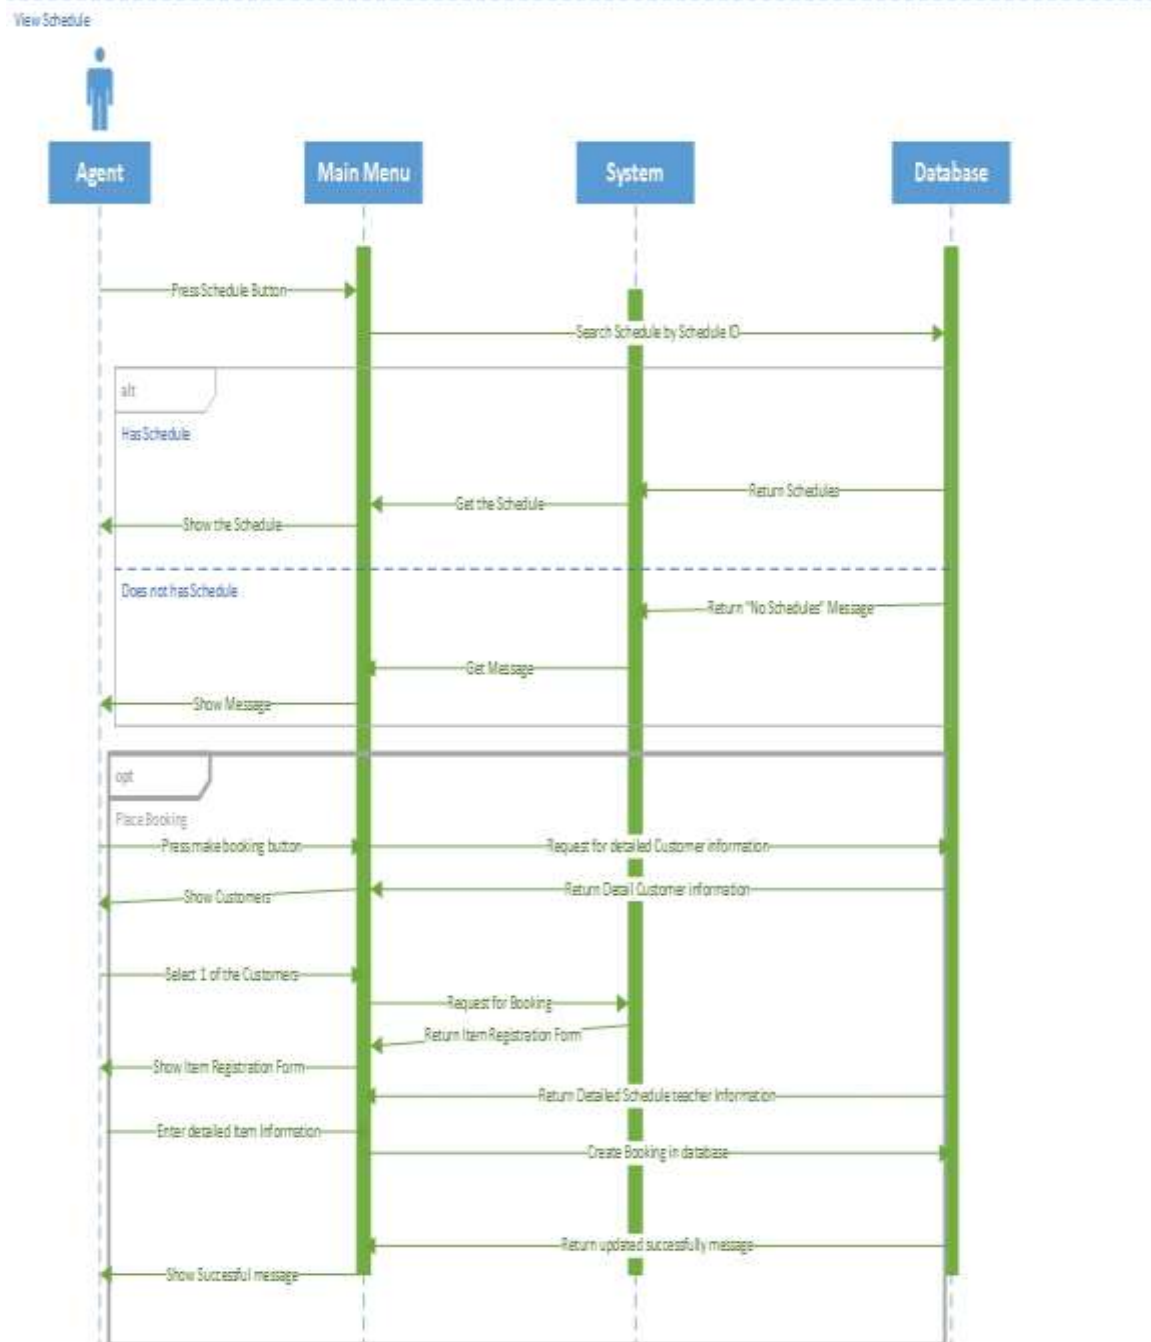 View Schedule
Agent
Main Menu
System
Database
Press Schedule Button
Search Schedule by Schedule ID
alt
Has Schedule
Return Schedules
Get the Schedule
Show the Schedule
Does not has Schedule
Return "No Schedules" Message
Get Message
Show Message
opt
Place Booking
Press make booking button
Request for detailed Customer information
Return Detail Customer information
Show Customers
Select 1 of the Customers
Request for Booking
Return Item Registration Form
Show Item Registration Form
Return Detailed Schedule teacher Information
Enter detailed item Information
Create Booking in database
Return updated successfully message
Show Successful message